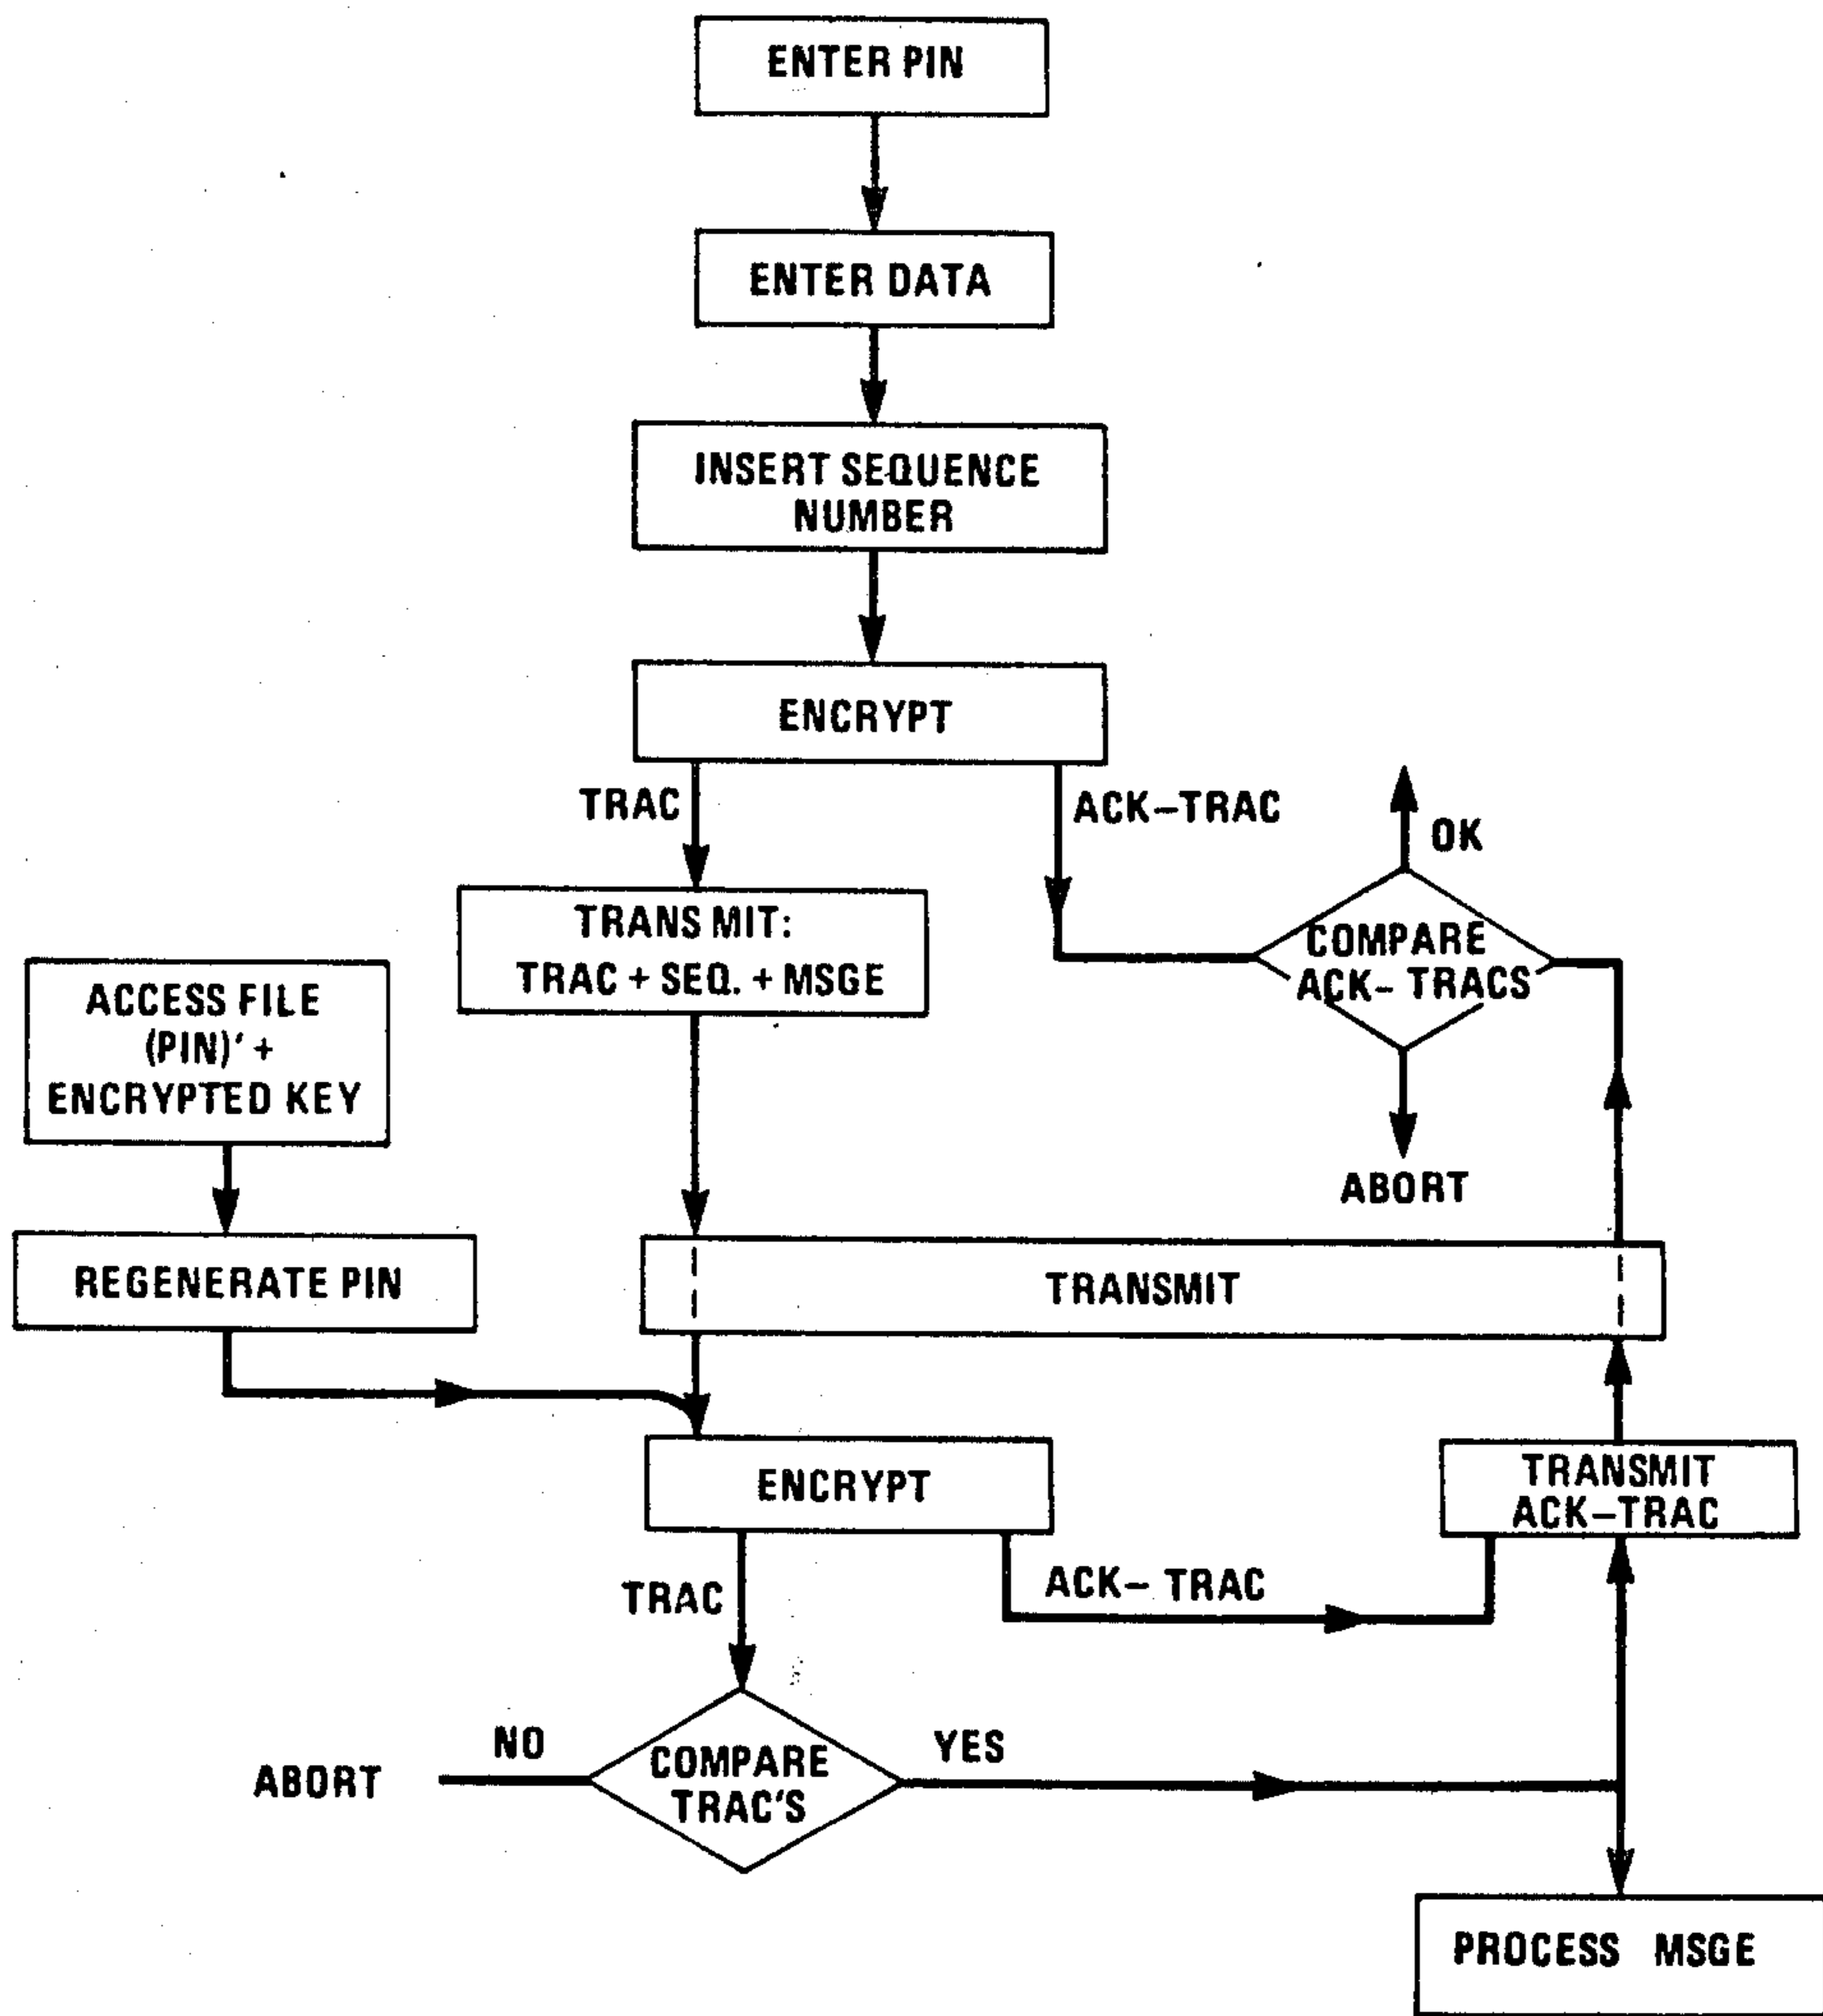 ENTER PIN
ENTER DATA
INSERT SEQUENCE
NUMBER
ENCRYPT
TRAC
ACK-TRAC
OK
TRANSMIT:
TRAC + SEQ. + MSGE
COMPARE
ACK- TRACS
ABORT
ACCESS FILE
(PIN)' +
ENCRYPTED KEY
REGENERATE PIN
TRANSMIT
ENCRYPT
TRANSMIT
ACK-TRAC
TRAC
ACK- TRAC
NO
YES
ABORT
COMPARE
TRAC'S
PROCESS MSGE